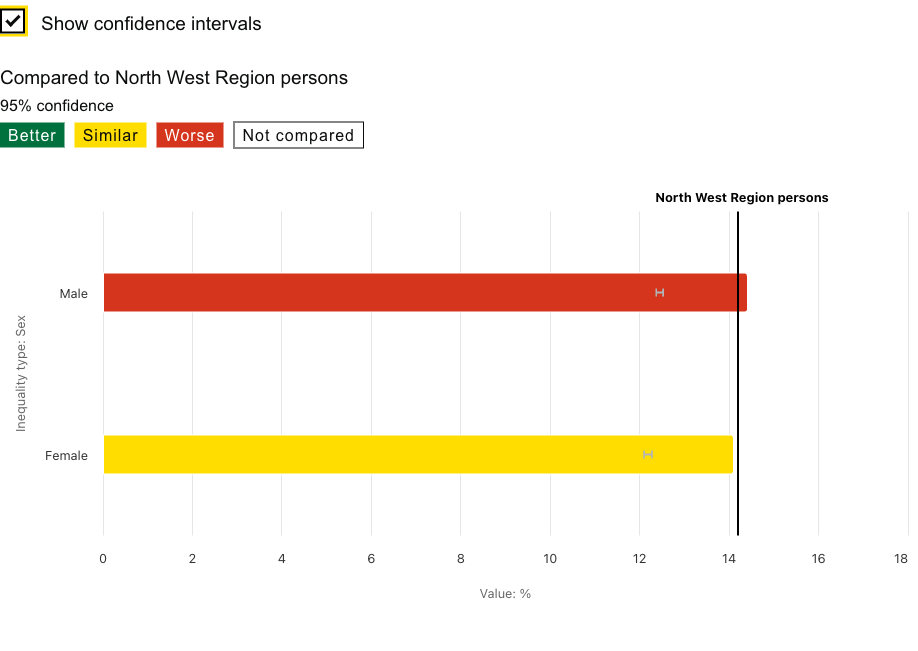 Show confidence intervals
Compared to North West Region persons
95% confidence
Better Similar Worse Not compared
North West Region persons
Male
Inequality type: Sex
Female
0 2 4 6 8 10 12 14 16 18
Value: %